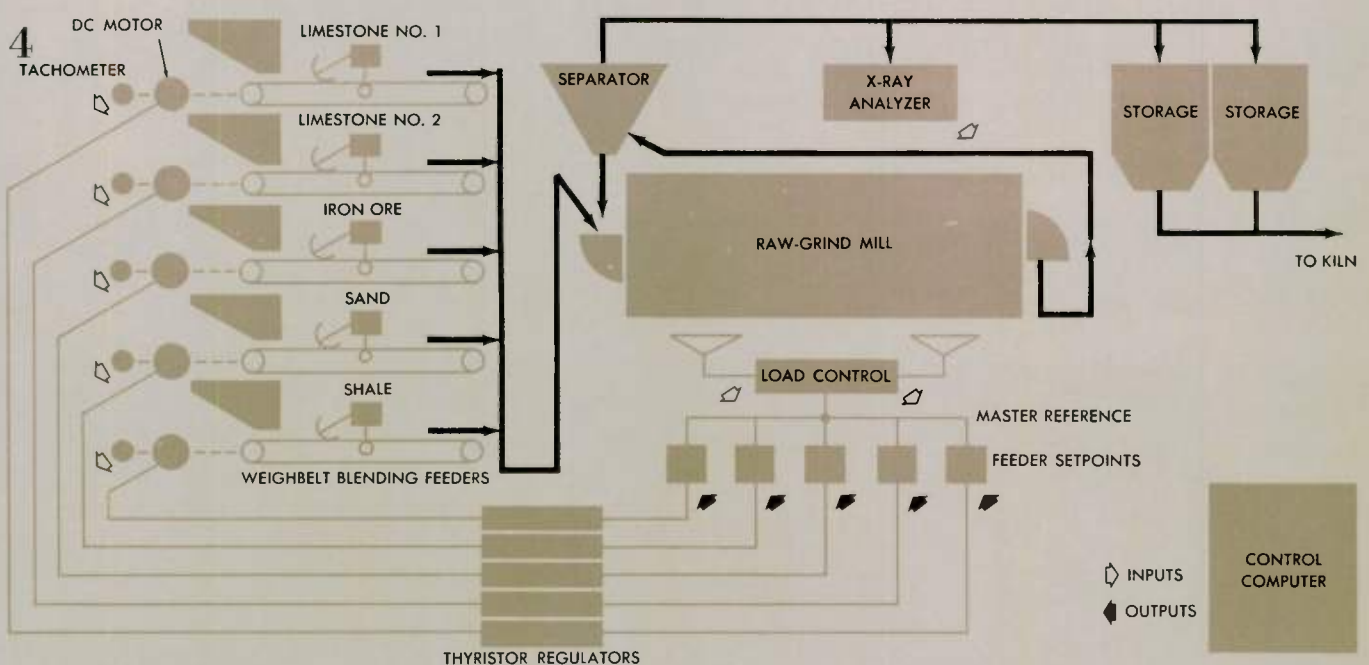 4
DC MOTOR
TACHOMETER
LIMESTONE NO. 1
LIMESTONE NO. 2
IRON ORE
SAND
SHALE
WEIGHBELT BLENDING FEEDERS
SEPARATOR
X-RAY
ANALYZER
STORAGE
STORAGE
RAW-GRIND MILL
TO KILN
LOAD CONTROL
MASTER REFERENCE
FEEDER SETPOINTS
THYRISTOR REGULATORS
INPUTS
OUTPUTS
CONTROL
COMPUTER